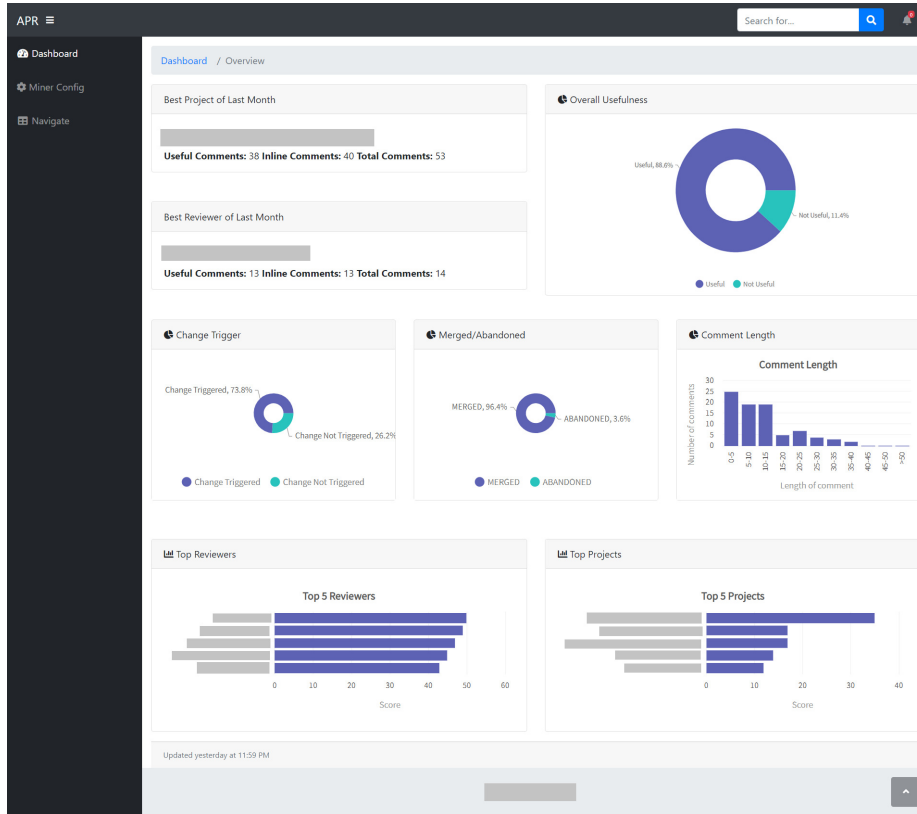 APR
Search for...
Dashboard
Miner Config
Navigate
Dashboard / Overview
Best Project of Last Month
Useful Comments: 38 Inline Comments: 40 Total Comments: 53
Best Reviewer of Last Month
Useful Comments: 13 Inline Comments: 13 Total Comments: 14
Overall Usefulness
Useful, 88.6%
Not Useful, 11.4%
Useful Not Useful
Change Trigger
Change Triggered, 73.8%
Change Not Triggered, 26.2%
Change Triggered Change Not Triggered
Merged/Abandoned
MERGED, 96.4%
ABANDONED, 3.6%
MERGED ABANDONED
Comment Length
Comment Length
Number of comments
30
25
20
15
10
5
0
0-5 5-10 10-15 15-20 20-25 25-30 30-35 35-40 40-45 45-50 >50
Length of comment
Top Reviewers
Top 5 Reviewers
0 10 20 30 40 50 60
Score
Top Projects
Top 5 Projects
0 10 20 30 40
Score
Updated yesterday at 11:59 PM